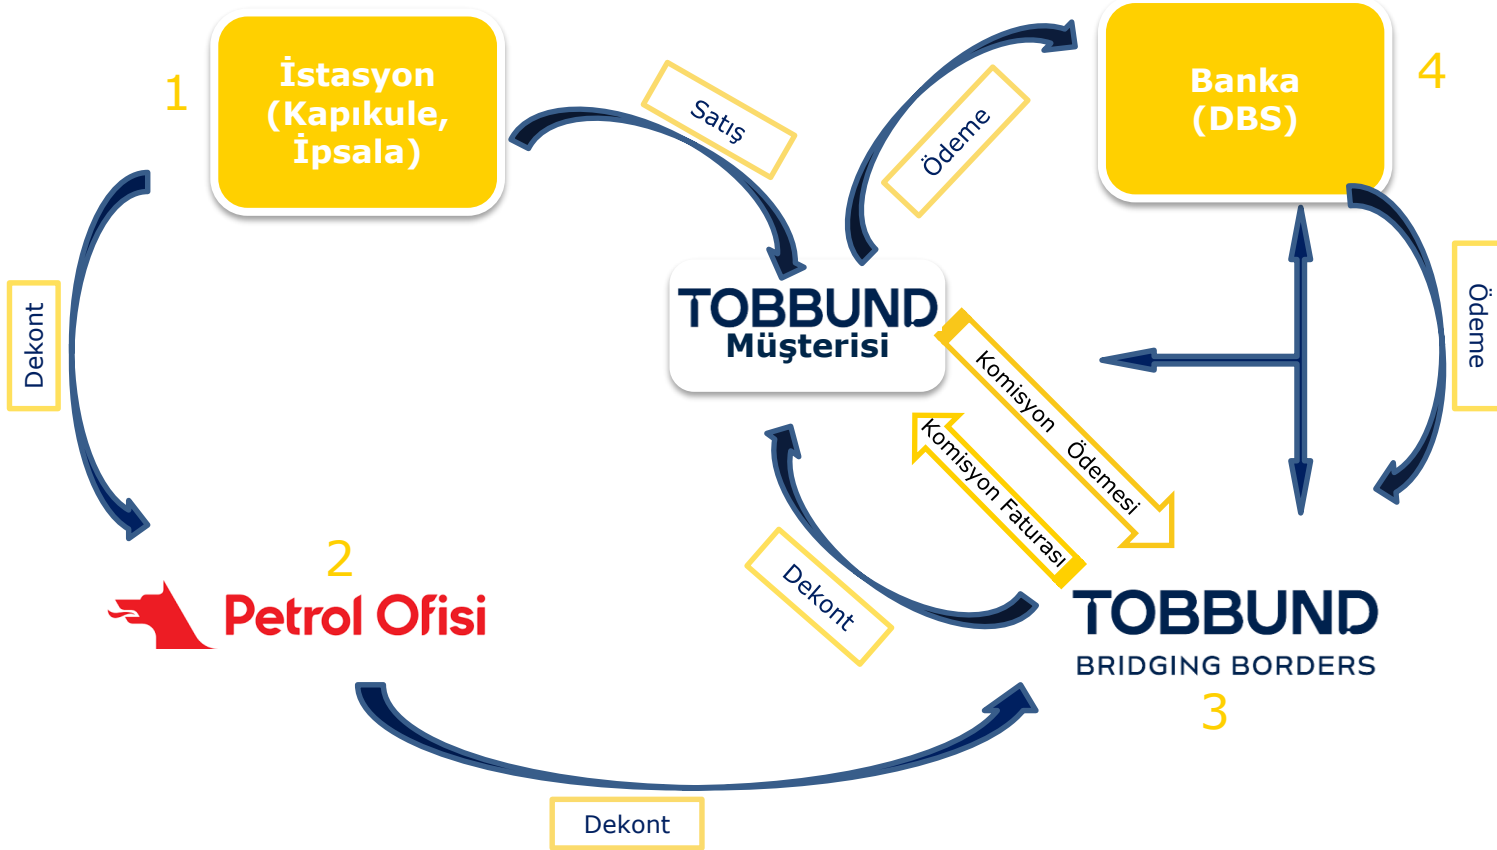 1
İstasyon
(Kapıkule,
İpsala)
Satış
Ödeme
Banka
(DBS)
4
Dekont
TOBBUND
Müşterisi
Ödeme
Komisyon Ödemesi
Komisyon Faturası
Dekont
2
Petrol Ofisi
TOBBUND
BRIDGING BORDERS
3
Dekont